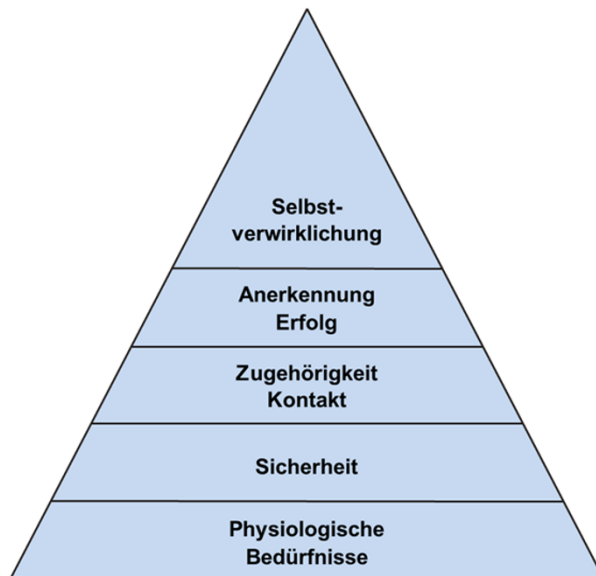 Selbst-
verwirklichung
Anerkennung
Erfolg
Zugehörigkeit
Kontakt
Sicherheit
Physiologische
Bedürfnisse